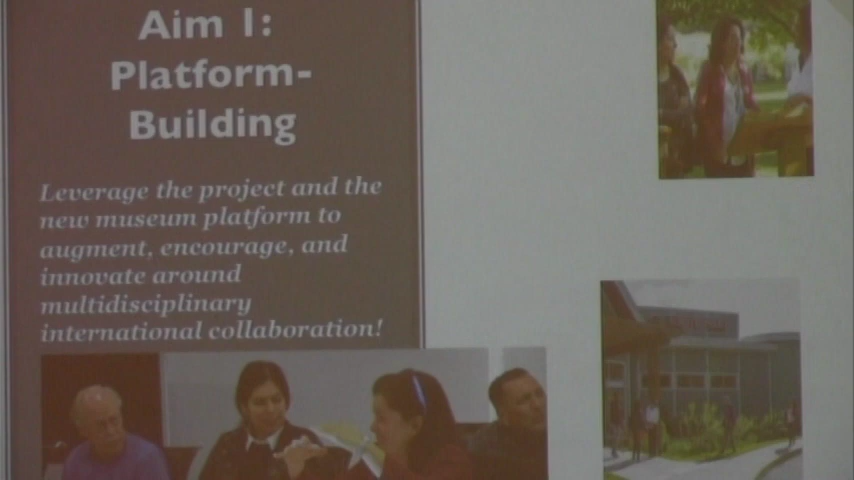 Aim 1:
Platform-
Building
Leverage the project and the
new museum platform to
augment, encourage, and
innovate around
multidisciplinary
international collaboration!